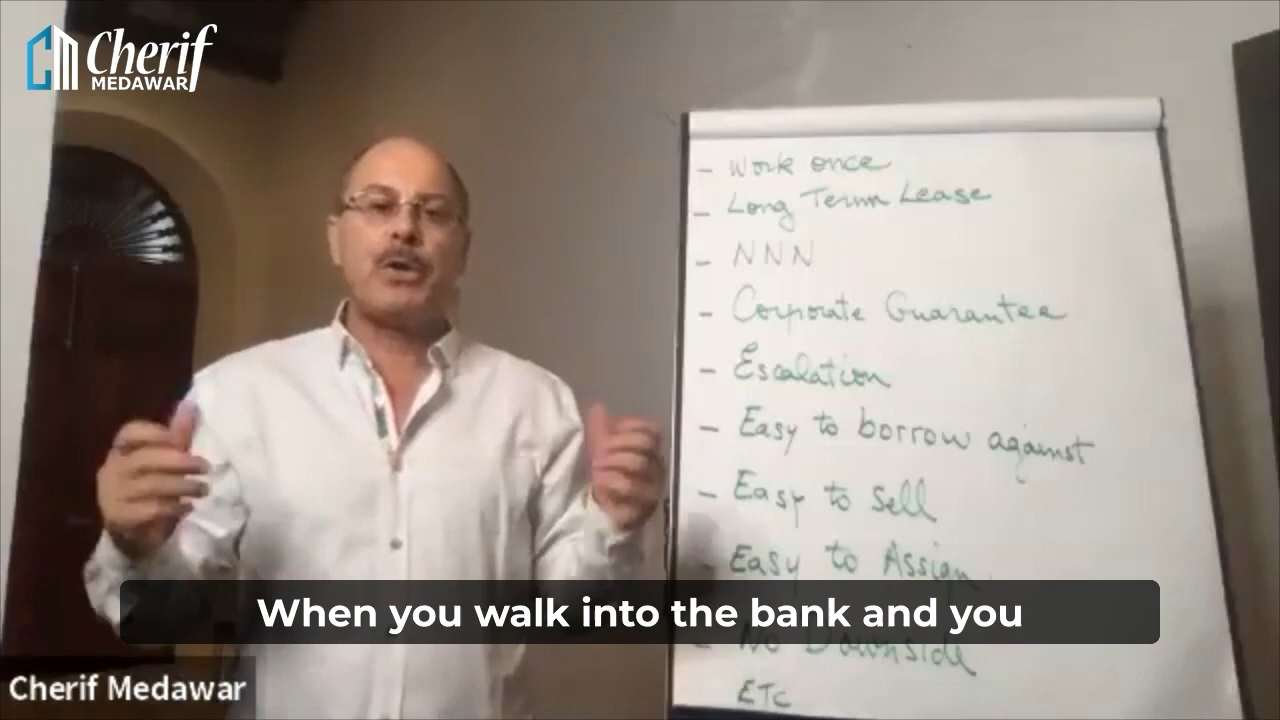 CM Cherif
MEDAWAR
- Work once
- Long Term Lease
- NNN
- Corporate Guarantee
- Escalation
- Easy to borrow against
- Easy to sell
Easy to Assign
- No Downside
ETC
When you walk into the bank and you
Cherif Medawar